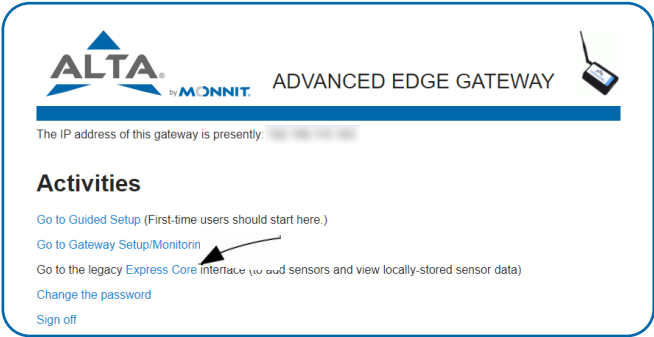 ALTA®
by MONNIT.
ADVANCED EDGE GATEWAY
The IP address of this gateway is presently:
Activities
Go to Guided Setup (First-time users should start here.)
Go to Gateway Setup/Monitorin
Go to the legacy Express Core interface (to add sensors and view locally-stored sensor data)
Change the password
Sign off